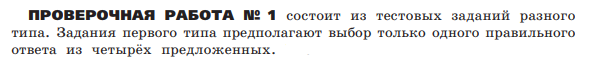 ПРОВЕРОЧНАЯ РАБОТА № 1 состоит из тестовых заданий разного
типа. Задания первого типа предполагают выбор только одного правильного
ответа из четырёх предложенных.